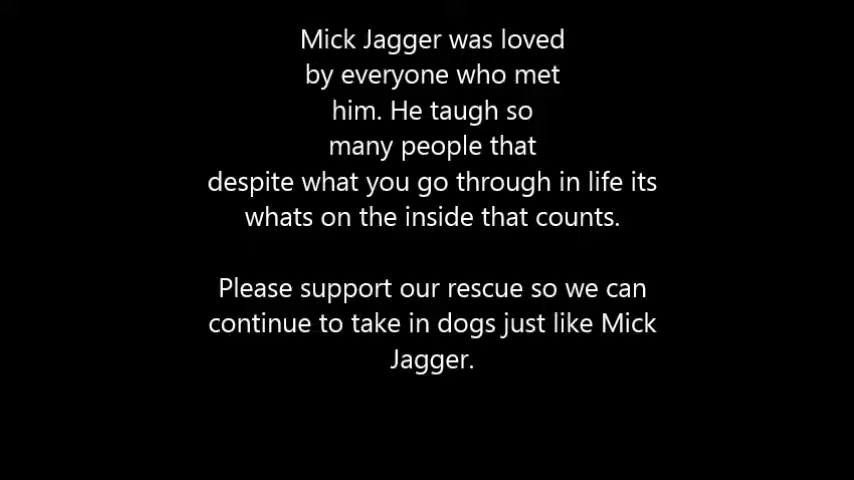 Mick Jagger was loved
by everyone who met
him. He taugh so
many people that
despite what you go through in life its
whats on the inside that counts.
Please support our rescue so we can
continue to take in dogs just like Mick
Jagger.